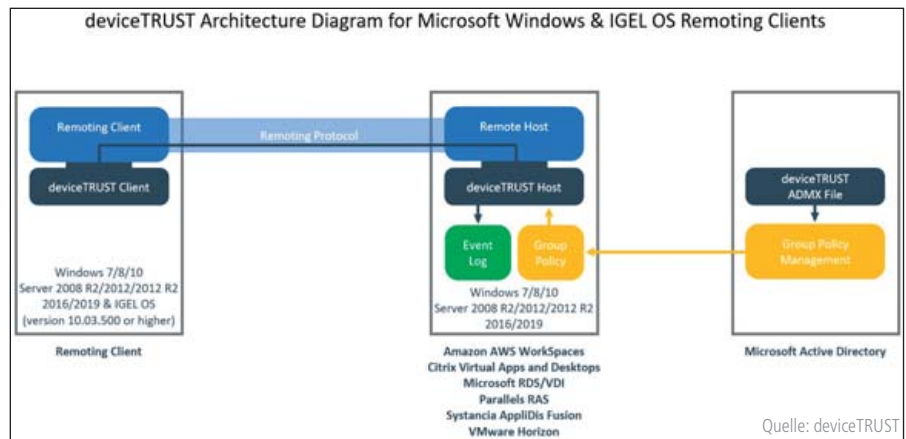 deviceTRUST Architecture Diagram for Microsoft Windows & IGEL OS Remoting Clients
Remoting Client
Remoting Protocol
Remote Host
deviceTRUST Client
deviceTRUST Host
deviceTRUST
ADMX File
Event
Log
Group
Policy
Group Policy
Management
Windows 7/8/10
Server 2008 R2/2012/2012 R2
2016/2019 & IGEL OS
(version 10.03.500 or higher)
Windows 7/8/10
Server 2008 R2/2012/2012 R2
2016/2019
Remoting Client
Amazon AWS WorkSpaces
Citrix Virtual Apps and Desktops
Microsoft RDS/VDI
Parallels RAS
Systancia AppliDis Fusion
VMware Horizon
Microsoft Active Directory
Quelle: deviceTRUST